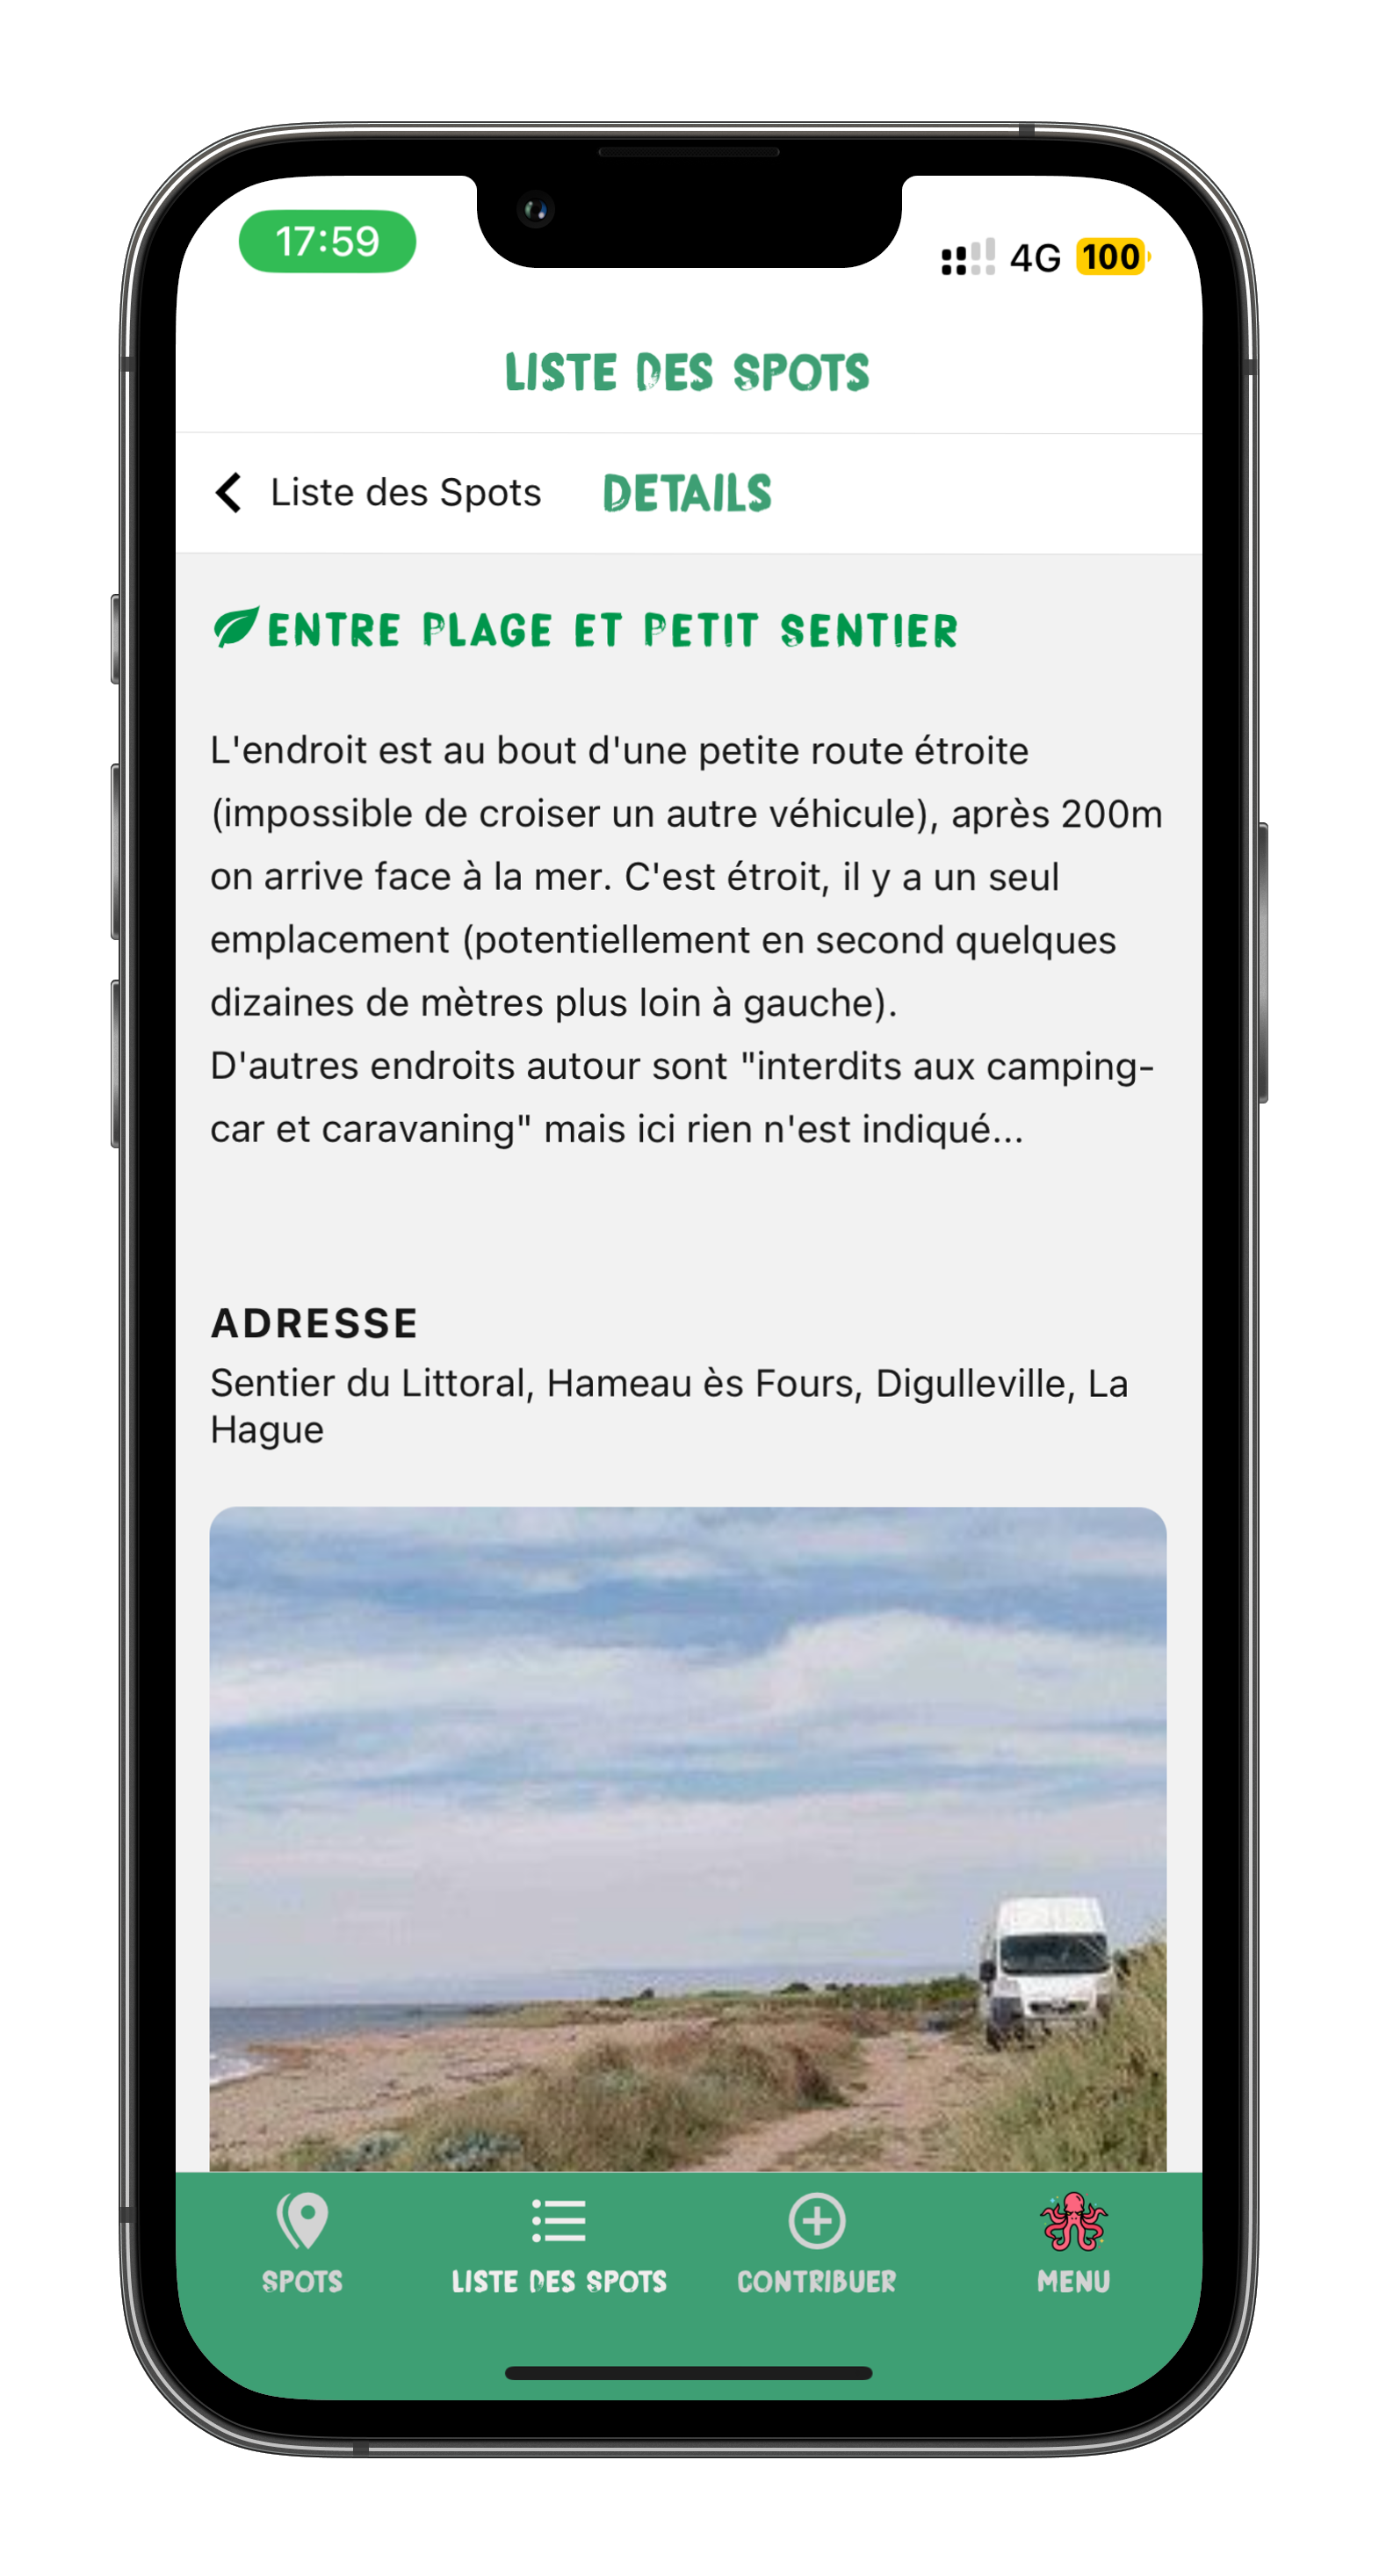 17:59
4G 100
LISTE DES SPOTS
Liste des Spots DETAILS
ENTRE PLAGE ET PETIT SENTIER
L'endroit est au bout d'une petite route étroite
(impossible de croiser un autre véhicule), après 200m
on arrive face à la mer. C'est étroit, il y a un seul
emplacement (potentiellement en second quelques
dizaines de mètres plus loin à gauche).
D'autres endroits autour sont "interdits aux camping-
car et caravaning" mais ici rien n'est indiqué...
ADRESSE
Sentier du Littoral, Hameau ès Fours, Digulleville, La
Hague
SPOTS LISTE DES SPOTS CONTRIBUER MENU